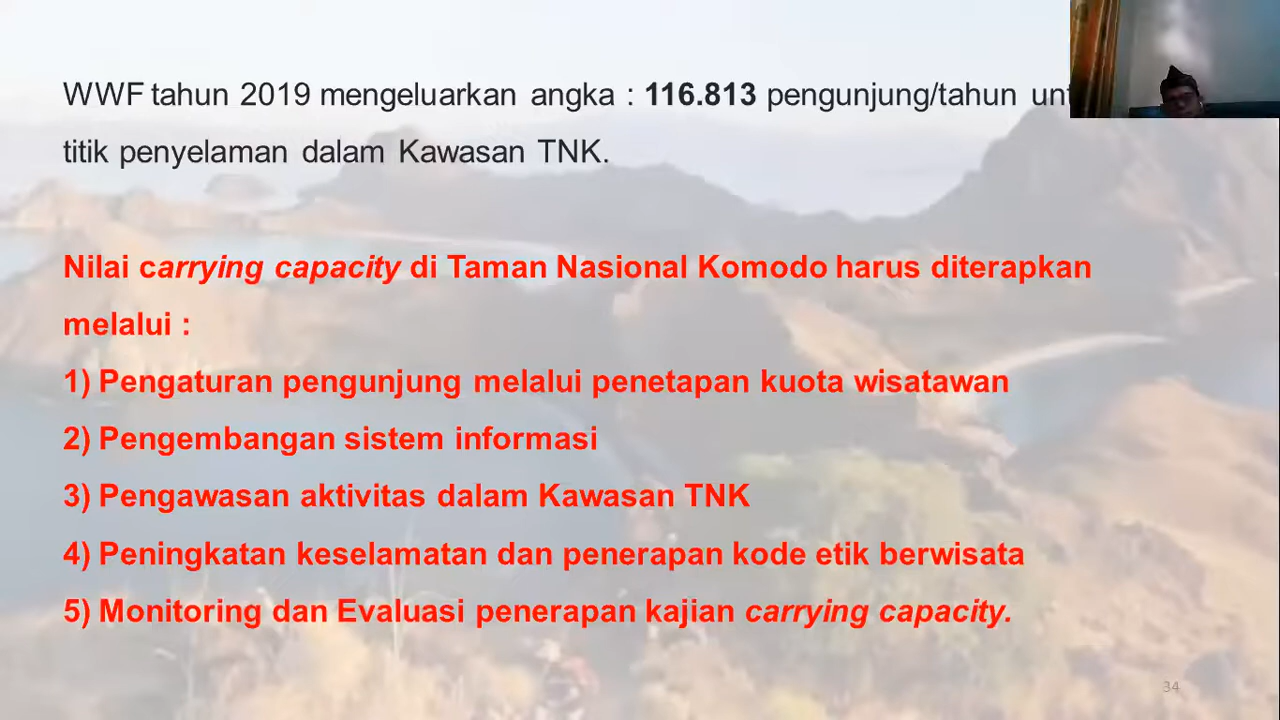 WWF tahun 2019 mengeluarkan angka : 116.813 pengunjung/tahun
titik penyelaman dalam Kawasan TNK.
Nilai carrying capacity di Taman Nasional Komodo harus diterapkan
melalui :
1) Pengaturan pengunjung melalui penetapan kuota wisatawan
2) Pengembangan sistem informasi
3) Pengawasan aktivitas dalam Kawasan TNK
4) Peningkatan keselamatan dan penerapan kode etik berwisata
5) Monitoring dan Evaluasi penerapan kajian carrying capacity.
34